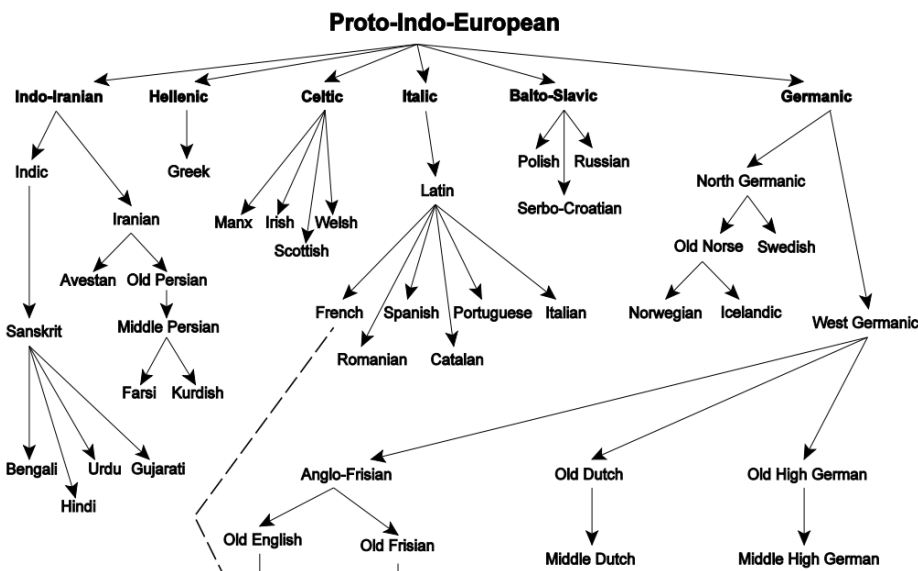 Proto-Indo-European
Indo-Iranian Hellenic Celtic Italic Balto-Slavic Germanic
Indic Greek Polish Russian
North Germanic
Latin
Serbo-Croatian
Iranian Manx Irish Welsh
Scottish Old Norse Swedish
Avestan Old Persian
French Spanish Portuguese Italian Norwegian Icelandic
Sanskrit Middle Persian West Germanic
Romanian Catalan
Farsi Kurdish
Bengali Urdu Gujarati Anglo-Frisian Old Dutch Old High German
Hindi
Old English Old Frisian
Middle Dutch Middle High German